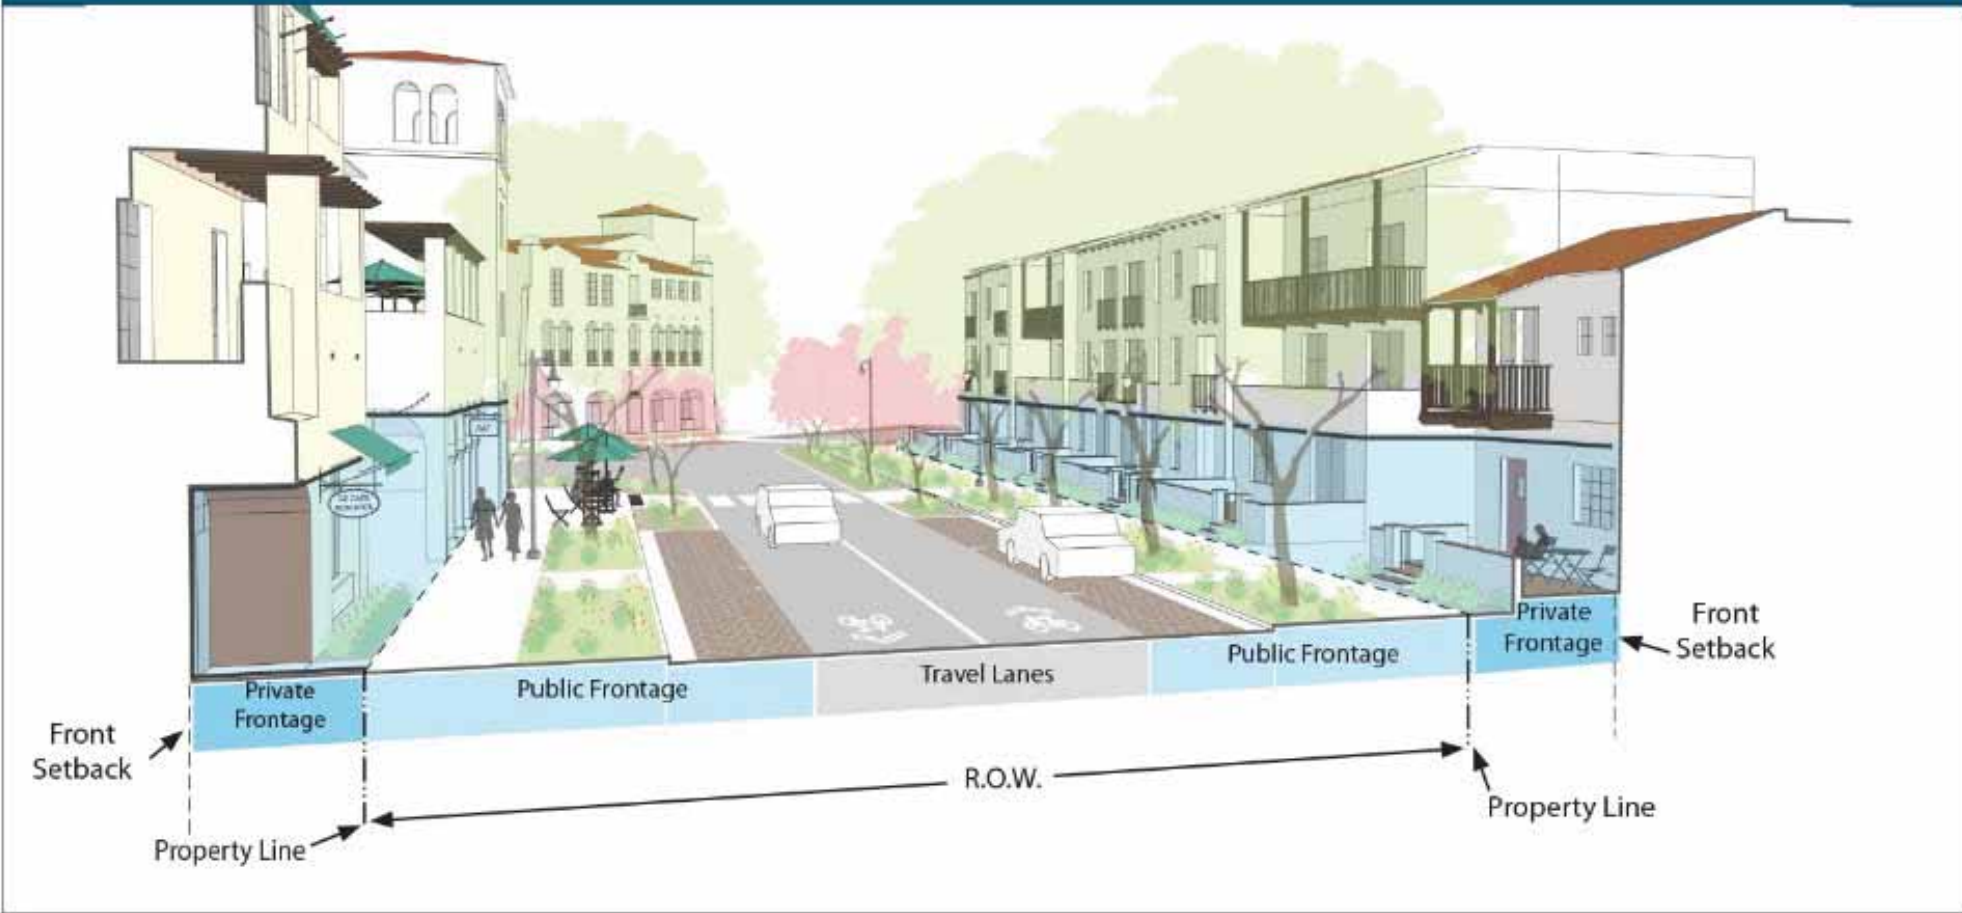 Private
Frontage
Public Frontage
Travel Lanes
Public Frontage
Private
Frontage
Front
Setback
Front
Setback
R.O.W.
Property Line
Property Line